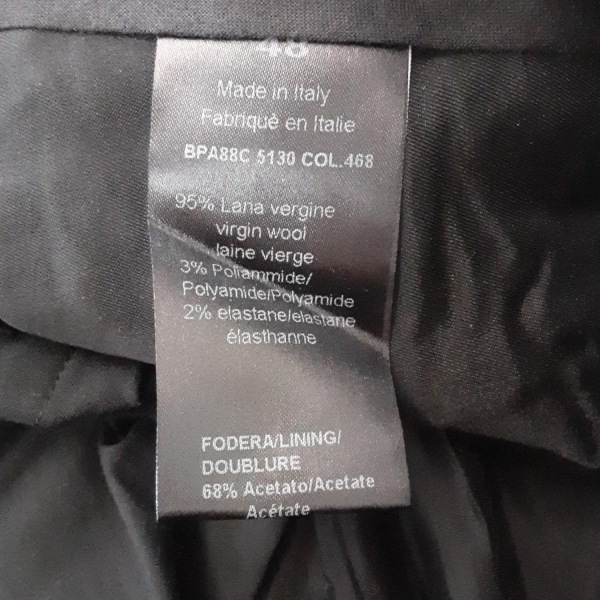 48
Made in Italy
Fabriquè en Italie
BPA88C 5130 COL.468
95% Lana vergine
virgin wool
laine vierge
3% Poliammide/
Polyamide/Polyamide
2% elastane/elastane
élasthanne
FODERA/LINING/
DOUBLURE
68% Acetato/Acetate
Acétate